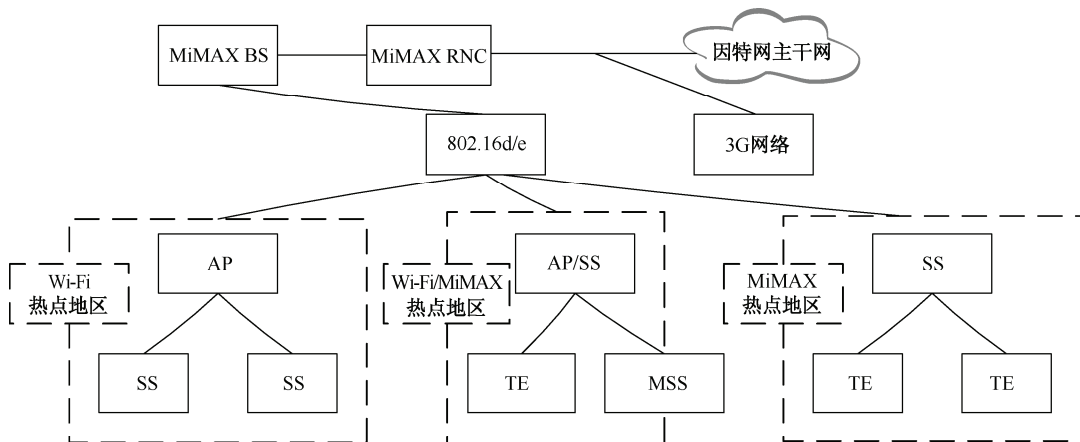 MiMAX BS
MiMAX RNC
因特网主干网
802.16d/e
3G网络
Wi-Fi
热点地区
AP
SS
SS
Wi-Fi/MiMAX
热点地区
AP/SS
TE
MSS
MiMAX
热点地区
SS
TE
TE